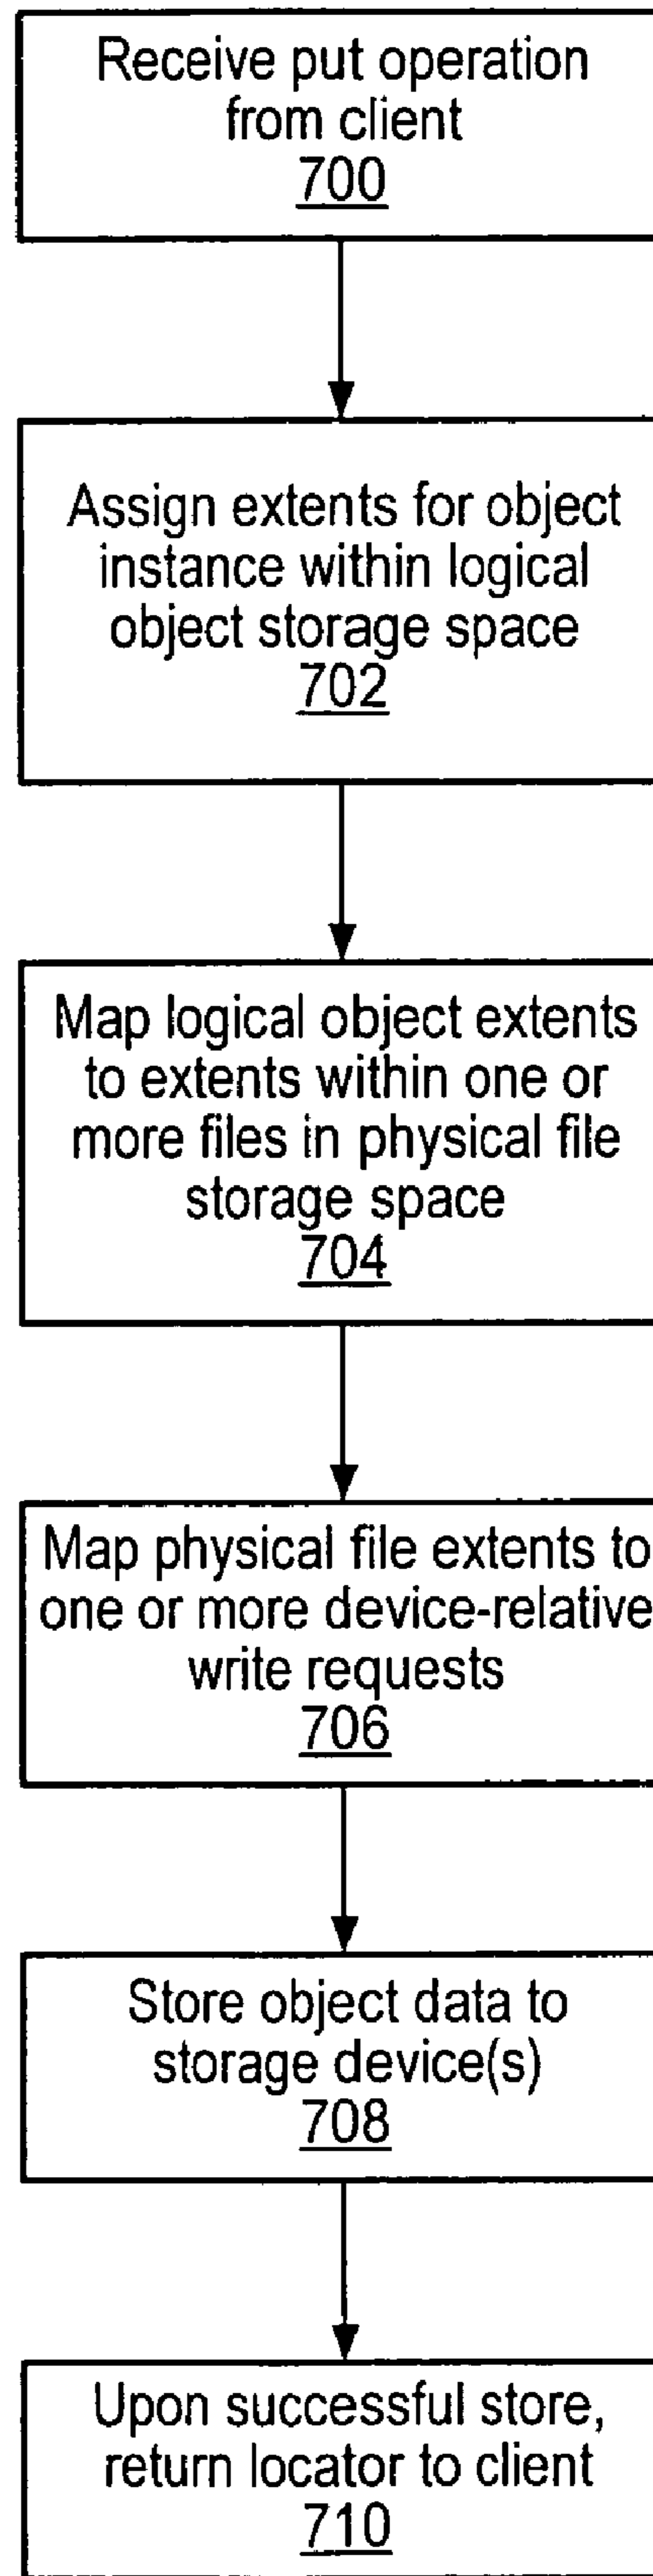 Receive put operation
from client
700
Assign extents for object
instance within logical
object storage space
702
Map logical object extents
to extents within one or
more files in physical file
storage space
704
Map physical file extents to
one or more device-relative
write requests
706
Store object data to
storage device(s)
708
Upon successful store,
return locator to client
710